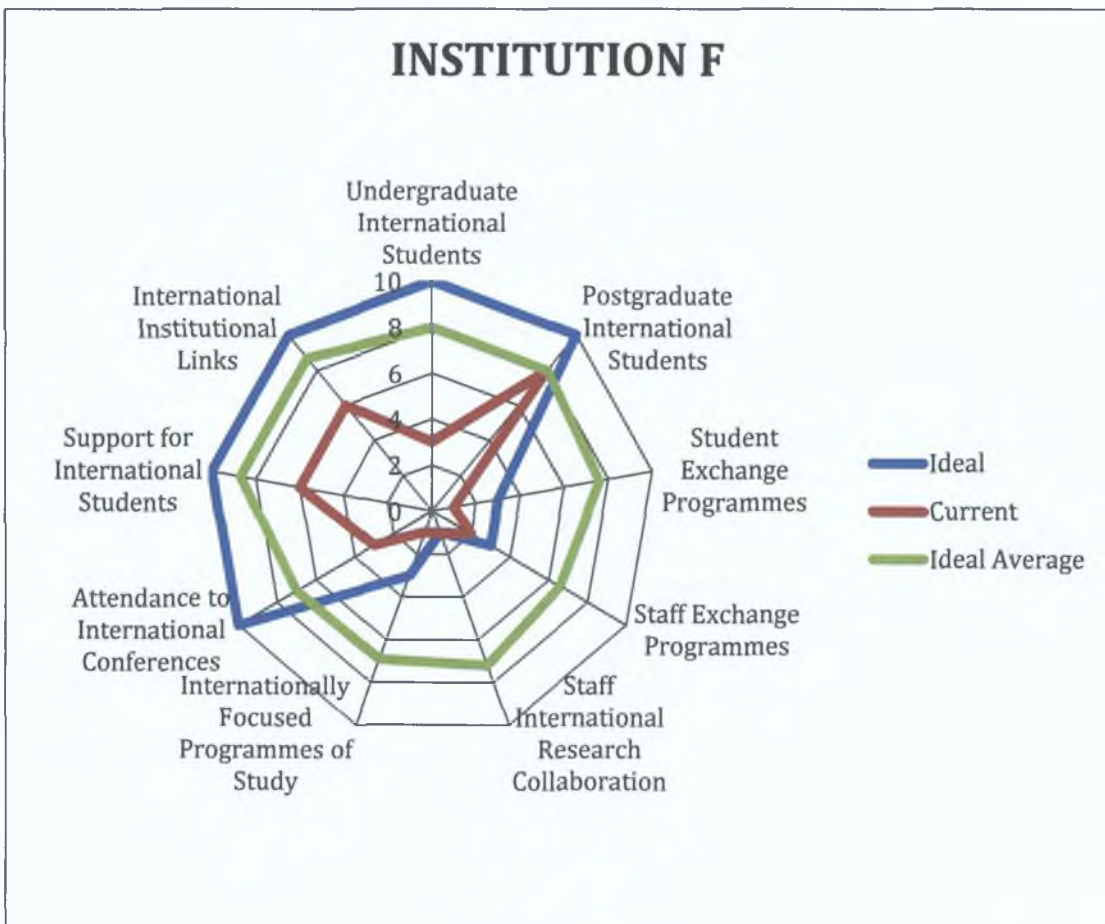 INSTITUTION F
Undergraduate
International
Students
Postgraduate
International
Students
Student
Exchange
Programmes
Staff Exchange
Programmes
Staff
International
Research
Collaboration
Internationally
Focused
Programmes of
Study
Attendance to
International
Conferences
Support for
International
Students
International
Institutional
Links
10
8
6
4
2
0
Ideal
Current
Ideal Average